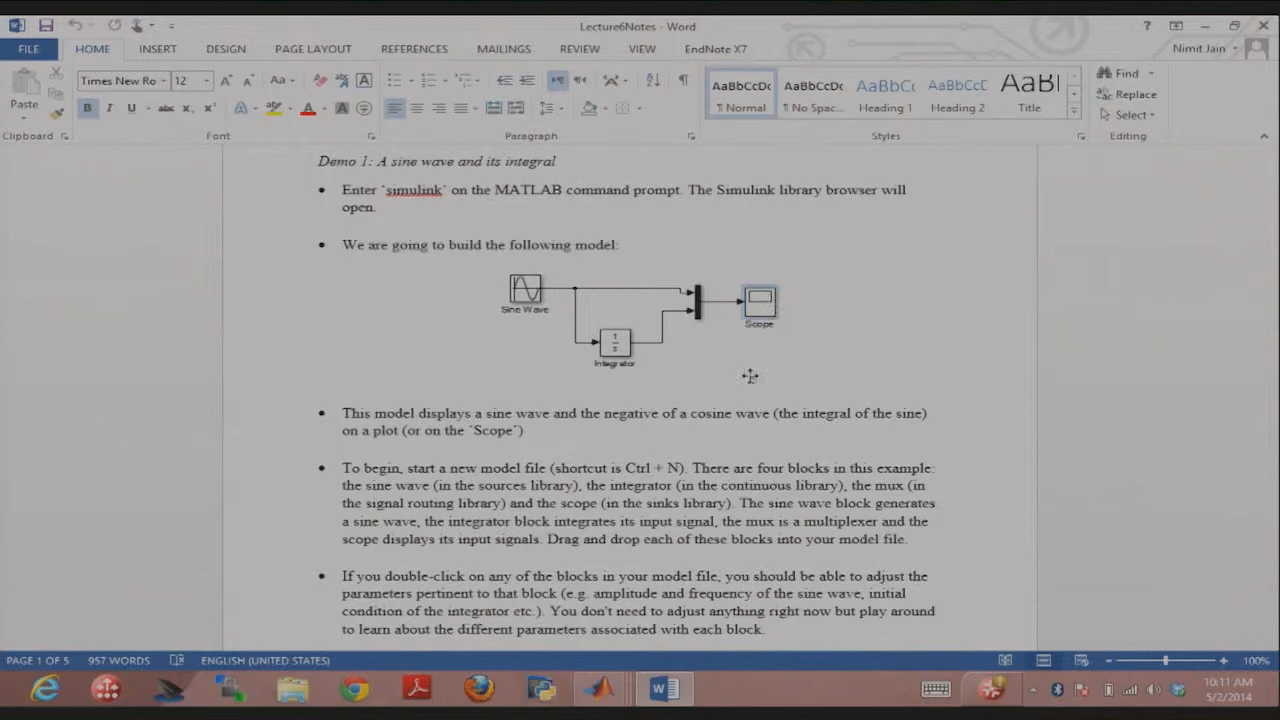 Lecture6Notes - Word
FILE HOME INSERT DESIGN PAGE LAYOUT REFERENCES MAILINGS REVIEW VIEW EndNote X7 Nimit Jain
Paste
Times New Ro 12
B I U abc X₂ X² A A Aa
AaBbCcDc AaBbCcDc AaBbC AaBbCcD AaBl
¶ Normal ¶ No Spac... Heading 1 Heading 2 Title
Find
Replace
Select
Clipboard Font Paragraph Styles Editing
Demo 1: A sine wave and its integral
• Enter `simulink` on the MATLAB command prompt. The Simulink library browser will
open.
• We are going to build the following model:
Sine Wave
Scope
1
s
Integrator
• This model displays a sine wave and the negative of a cosine wave (the integral of the sine)
on a plot (or on the `Scope`)
• To begin, start a new model file (shortcut is Ctrl + N). There are four blocks in this example:
the sine wave (in the sources library), the integrator (in the continuous library), the mux (in
the signal routing library) and the scope (in the sinks library). The sine wave block generates
a sine wave, the integrator block integrates its input signal, the mux is a multiplexer and the
scope displays its input signals. Drag and drop each of these blocks into your model file.
• If you double-click on any of the blocks in your model file, you should be able to adjust the
parameters pertinent to that block (e.g. amplitude and frequency of the sine wave, initial
condition of the integrator etc.). You don't need to adjust anything right now but play around
to learn about the different parameters associated with each block.
PAGE 1 OF 5 957 WORDS ENGLISH (UNITED STATES) 100%
10:11 AM
5/2/2014